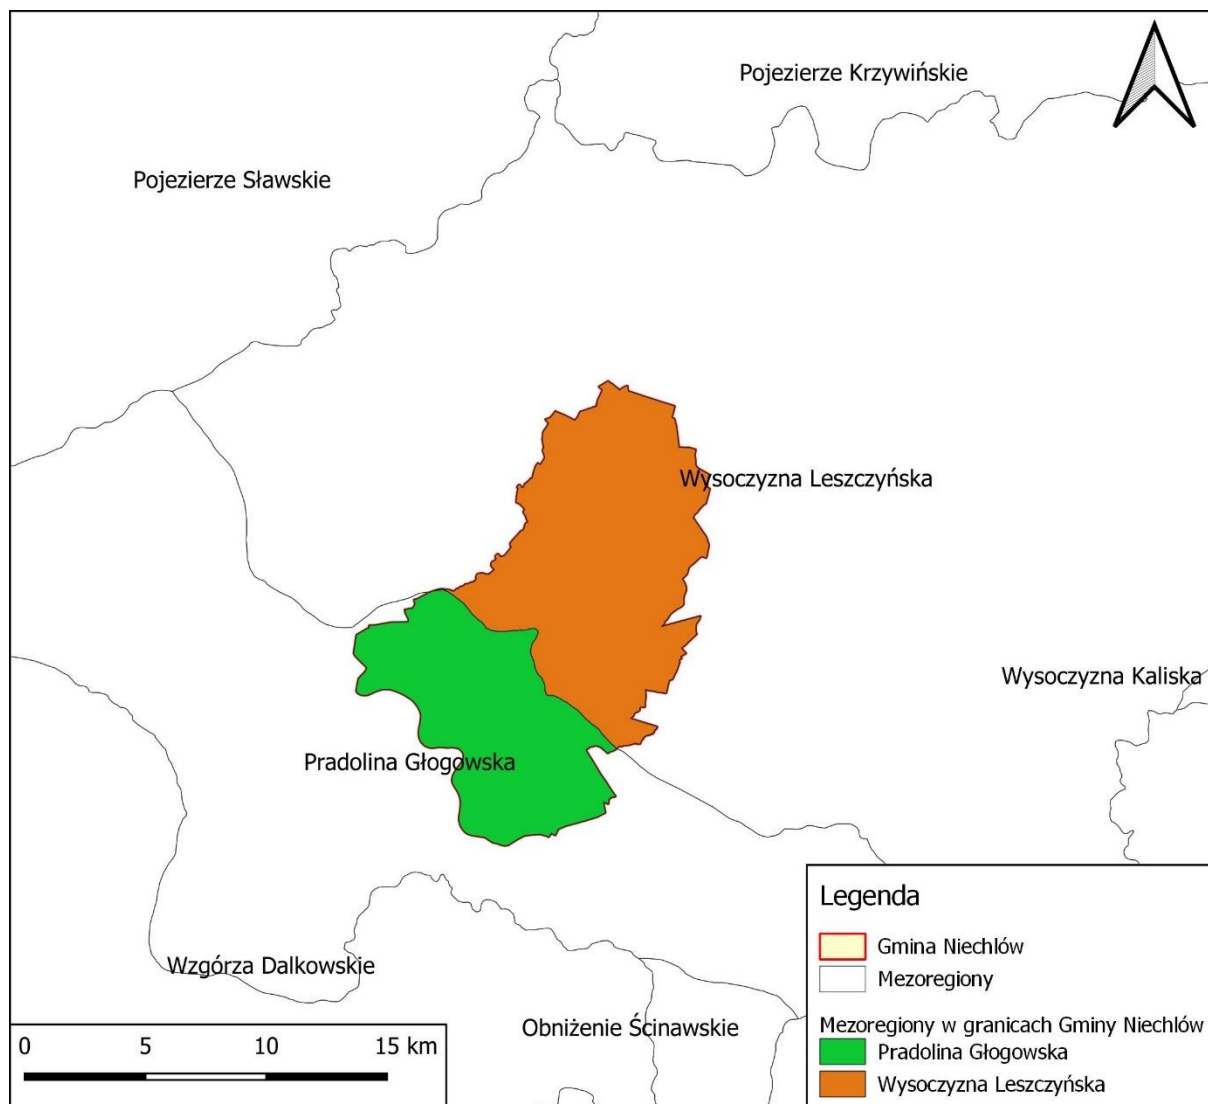 Pojezierze Krzywińskie
Pojezierze Sławskie
Wysoczyzna Leszczyńska
Wysoczyzna Kaliska
Pradolina Głogowska
Wzgórza Dalkowskie
Obniżenie Ścinawskie
0 5 10 15 km
Legenda
Gmina Niechlów
Mezoregiony
Mezoregiony w granicach Gminy Niechlów
Pradolina Głogowska
Wysoczyzna Leszczyńska